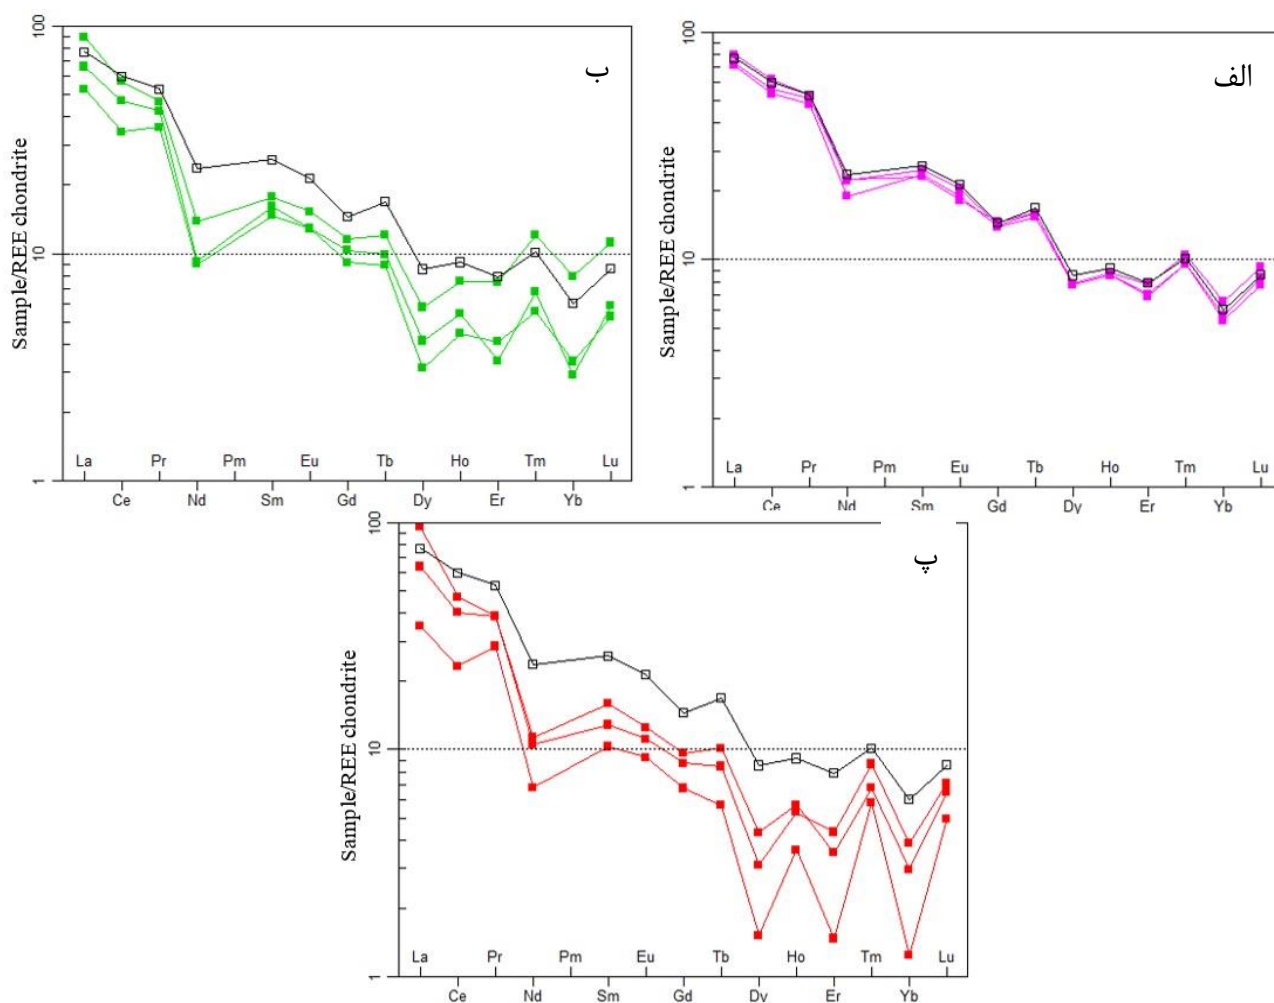 ب
100
10
1
Sample/REE chondrite
La Pr Pm Eu Tb Ho Tm Lu
Ce Nd Sm Gd Dy Er Yb
الف
100
10
1
Sample/REE chondrite
La Pr Pm Eu Tb Ho Tm Lu
Ce Nd Sm Gd Dy Er Yb
پ
100
10
1
Sample/REE chondrite
La Pr Pm Eu Tb Ho Tm Lu
Ce Nd Sm Gd Dy Er Yb